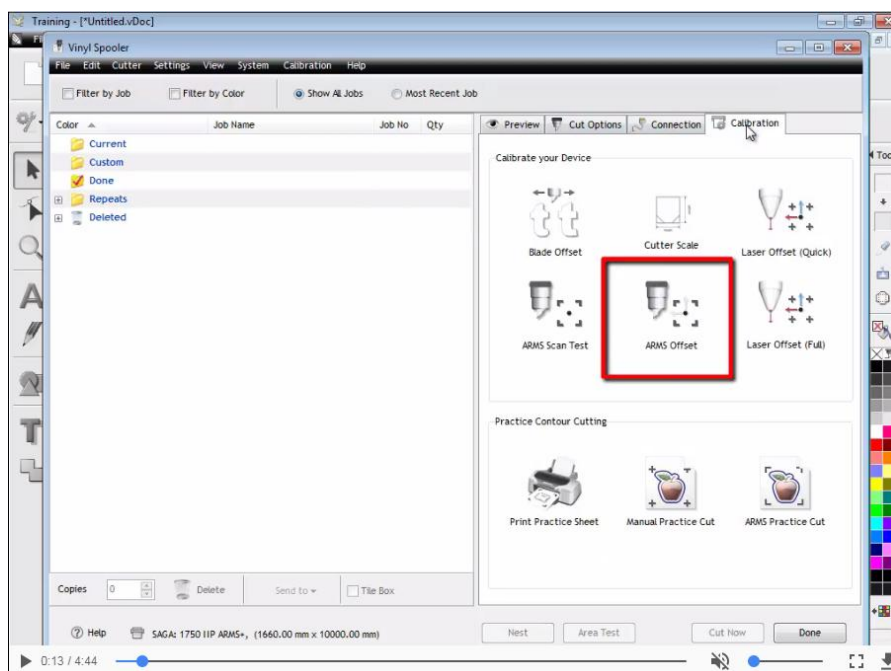 Training - [*Untitled.vDoc]
Vinyl Spooler
File Edit Cutter Settings View System Calibration Help
Filter by Job Filter by Color Show All Jobs Most Recent Job
Color Job Name Job No Qty
Preview Cut Options Connection Calibration
Current
Custom
Done
Repeats
Deleted
Calibrate your Device
Blade Offset Cutter Scale Laser Offset (Quick)
ARMS Scan Test ARMS Offset Laser Offset (Full)
Practice Contour Cutting
Print Practice Sheet Manual Practice Cut ARMS Practice Cut
Copies 0 Delete Send to Tile Box
Help SAGA: 1750 IIP ARMS+, (1660.00 mm x 10000.00 mm)
Nest Area Test Cut Now Done
0:13 / 4:44